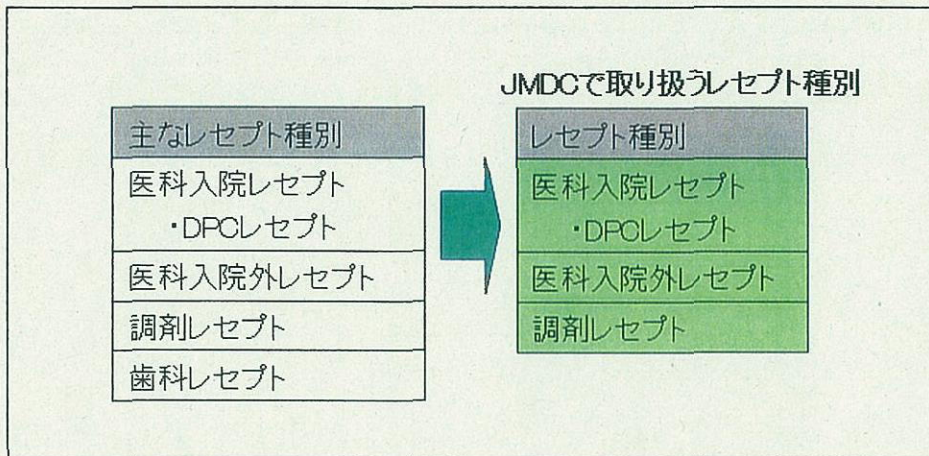 主なレセプト種別
医科入院レセプト
・DPCレセプト
医科入院外レセプト
調剤レセプト
歯科レセプト
JMDCで取り扱うレセプト種別
レセプト種別
医科入院レセプト
・DPCレセプト
医科入院外レセプト
調剤レセプト